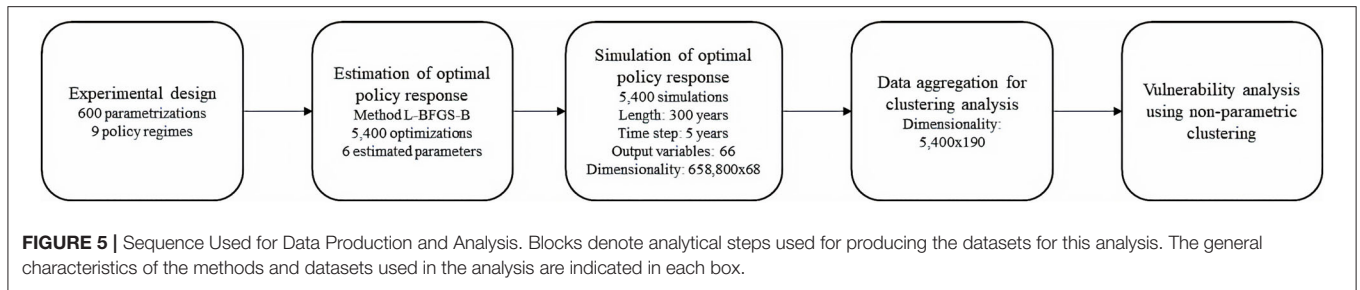 Experimental design
600 parametrizations
9 policy regimes
Estimation of optimal
policy response
Method L-BFGS-B
5,400 optimizations
6 estimated parameters
Simulation of optimal
policy response
5,400 simulations
Length: 300 years
Time step: 5 years
Output variables: 66
Dimensionality: 658,800x68
Data aggregation for
clustering analysis
Dimensionality:
5,400x190
Vulnerability analysis
using non-parametric
clustering
FIGURE 5 | Sequence Used for Data Production and Analysis. Blocks denote analytical steps used for producing the datasets for this analysis. The general
characteristics of the methods and datasets used in the analysis are indicated in each box.